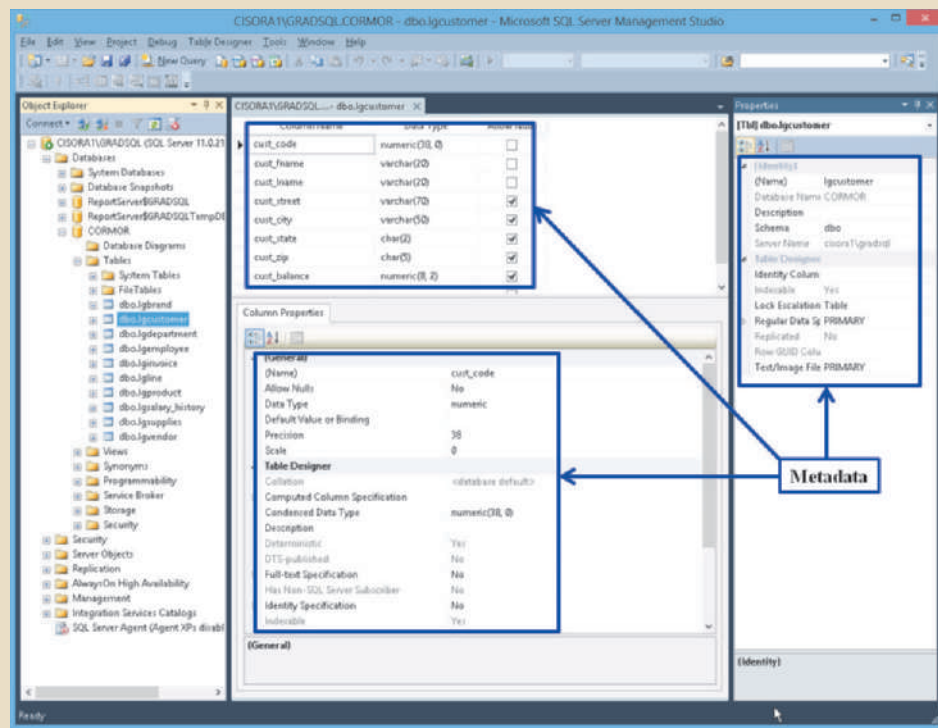 CISORA1\GRADSQL.CORMOR - dbo.lgcustomer - Microsoft SQL Server Management Studio
File Edit View Project Debug Table Designer Tools Window Help
New Query
Object Explorer
Connect
CISORA1\GRADSQL (SQL Server 11.0.21
Databases
System Databases
Database Snapshots
ReportServer$GRADSQL
ReportServer$GRADSQLTempDB
CORMOR
Database Diagrams
Tables
System Tables
FileTables
dbo.lgbrand
dbo.lgcustomer
dbo.lgdepartment
dbo.lgemployee
dbo.lginvoice
dbo.lgline
dbo.lgproduct
dbo.lgsalary_history
dbo.lgsupplies
dbo.lgvendor
Views
Synonyms
Programmability
Service Broker
Storage
Security
Security
Server Objects
Replication
AlwaysOn High Availability
Management
Integration Services Catalogs
SQL Server Agent (Agent XPs disabl
CISORA1\GRADSQL...- dbo.lgcustomer
Column Name Data Type Allow Nulls
cust_code numeric(38, 0)
cust_fname varchar(20)
cust_lname varchar(20)
cust_street varchar(70)
cust_city varchar(50)
cust_state char(2)
cust_zip char(5)
cust_balance numeric(8, 2)
Column Properties
(General)
(Name) cust_code
Allow Nulls No
Data Type numeric
Default Value or Binding
Precision 38
Scale 0
Table Designer
Collation <database default>
Computed Column Specification
Condensed Data Type numeric(38, 0)
Description
Deterministic Yes
DTS-published No
Full-text Specification No
Has Non-SQL Server Subscriber No
Identity Specification No
Indexable Yes
(General)
Properties
[Tbl] dbo.lgcustomer
(Identity)
(Name) lgcustomer
Database Name CORMOR
Description
Schema dbo
Server Name cisora1\gradsql
Table Designer
Identity Colum
Indexable Yes
Lock Escalation Table
Regular Data Sp PRIMARY
Replicated No
Row GUID Colu
Text/Image File PRIMARY
(Identity)
Metadata
Ready